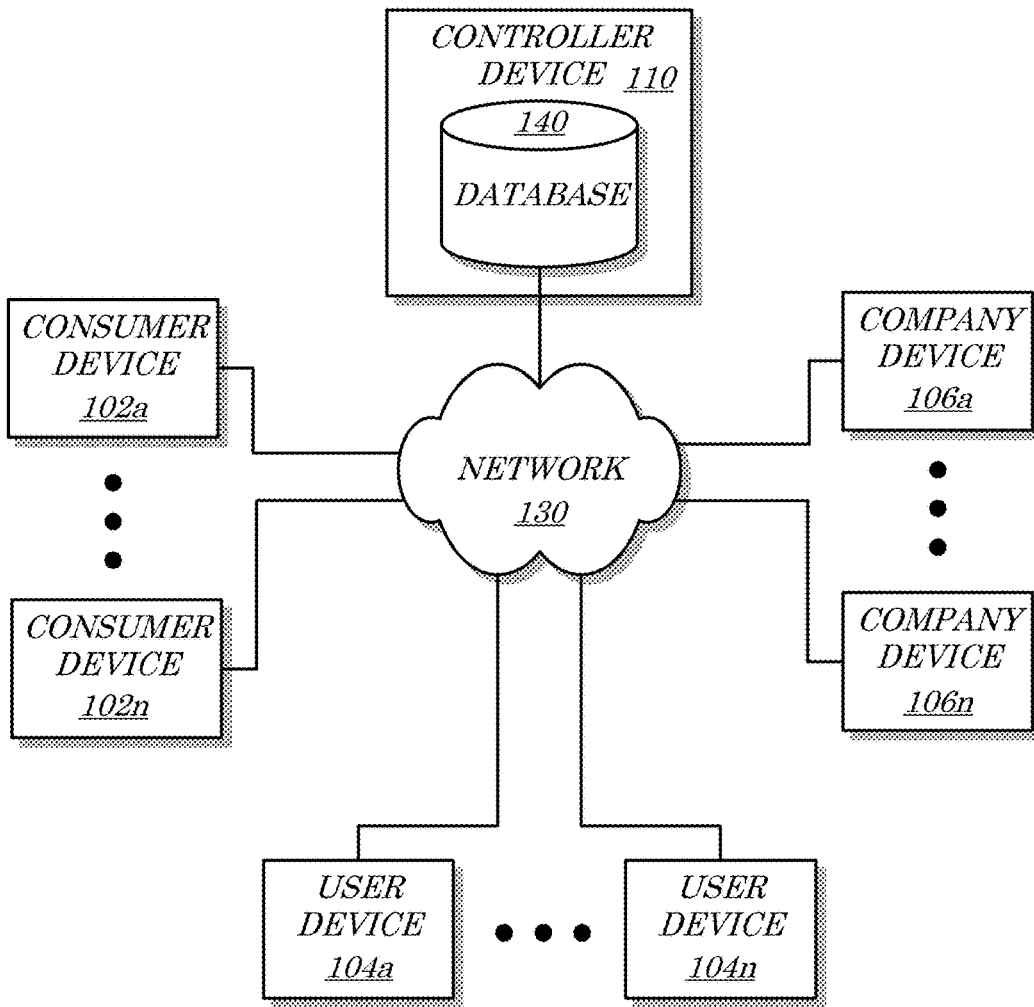 CONTROLLER
DEVICE 110
140
DATABASE
CONSUMER
DEVICE
102a
COMPANY
DEVICE
106a
NETWORK
130
CONSUMER
DEVICE
102n
COMPANY
DEVICE
106n
USER
DEVICE
104a
USER
DEVICE
104n